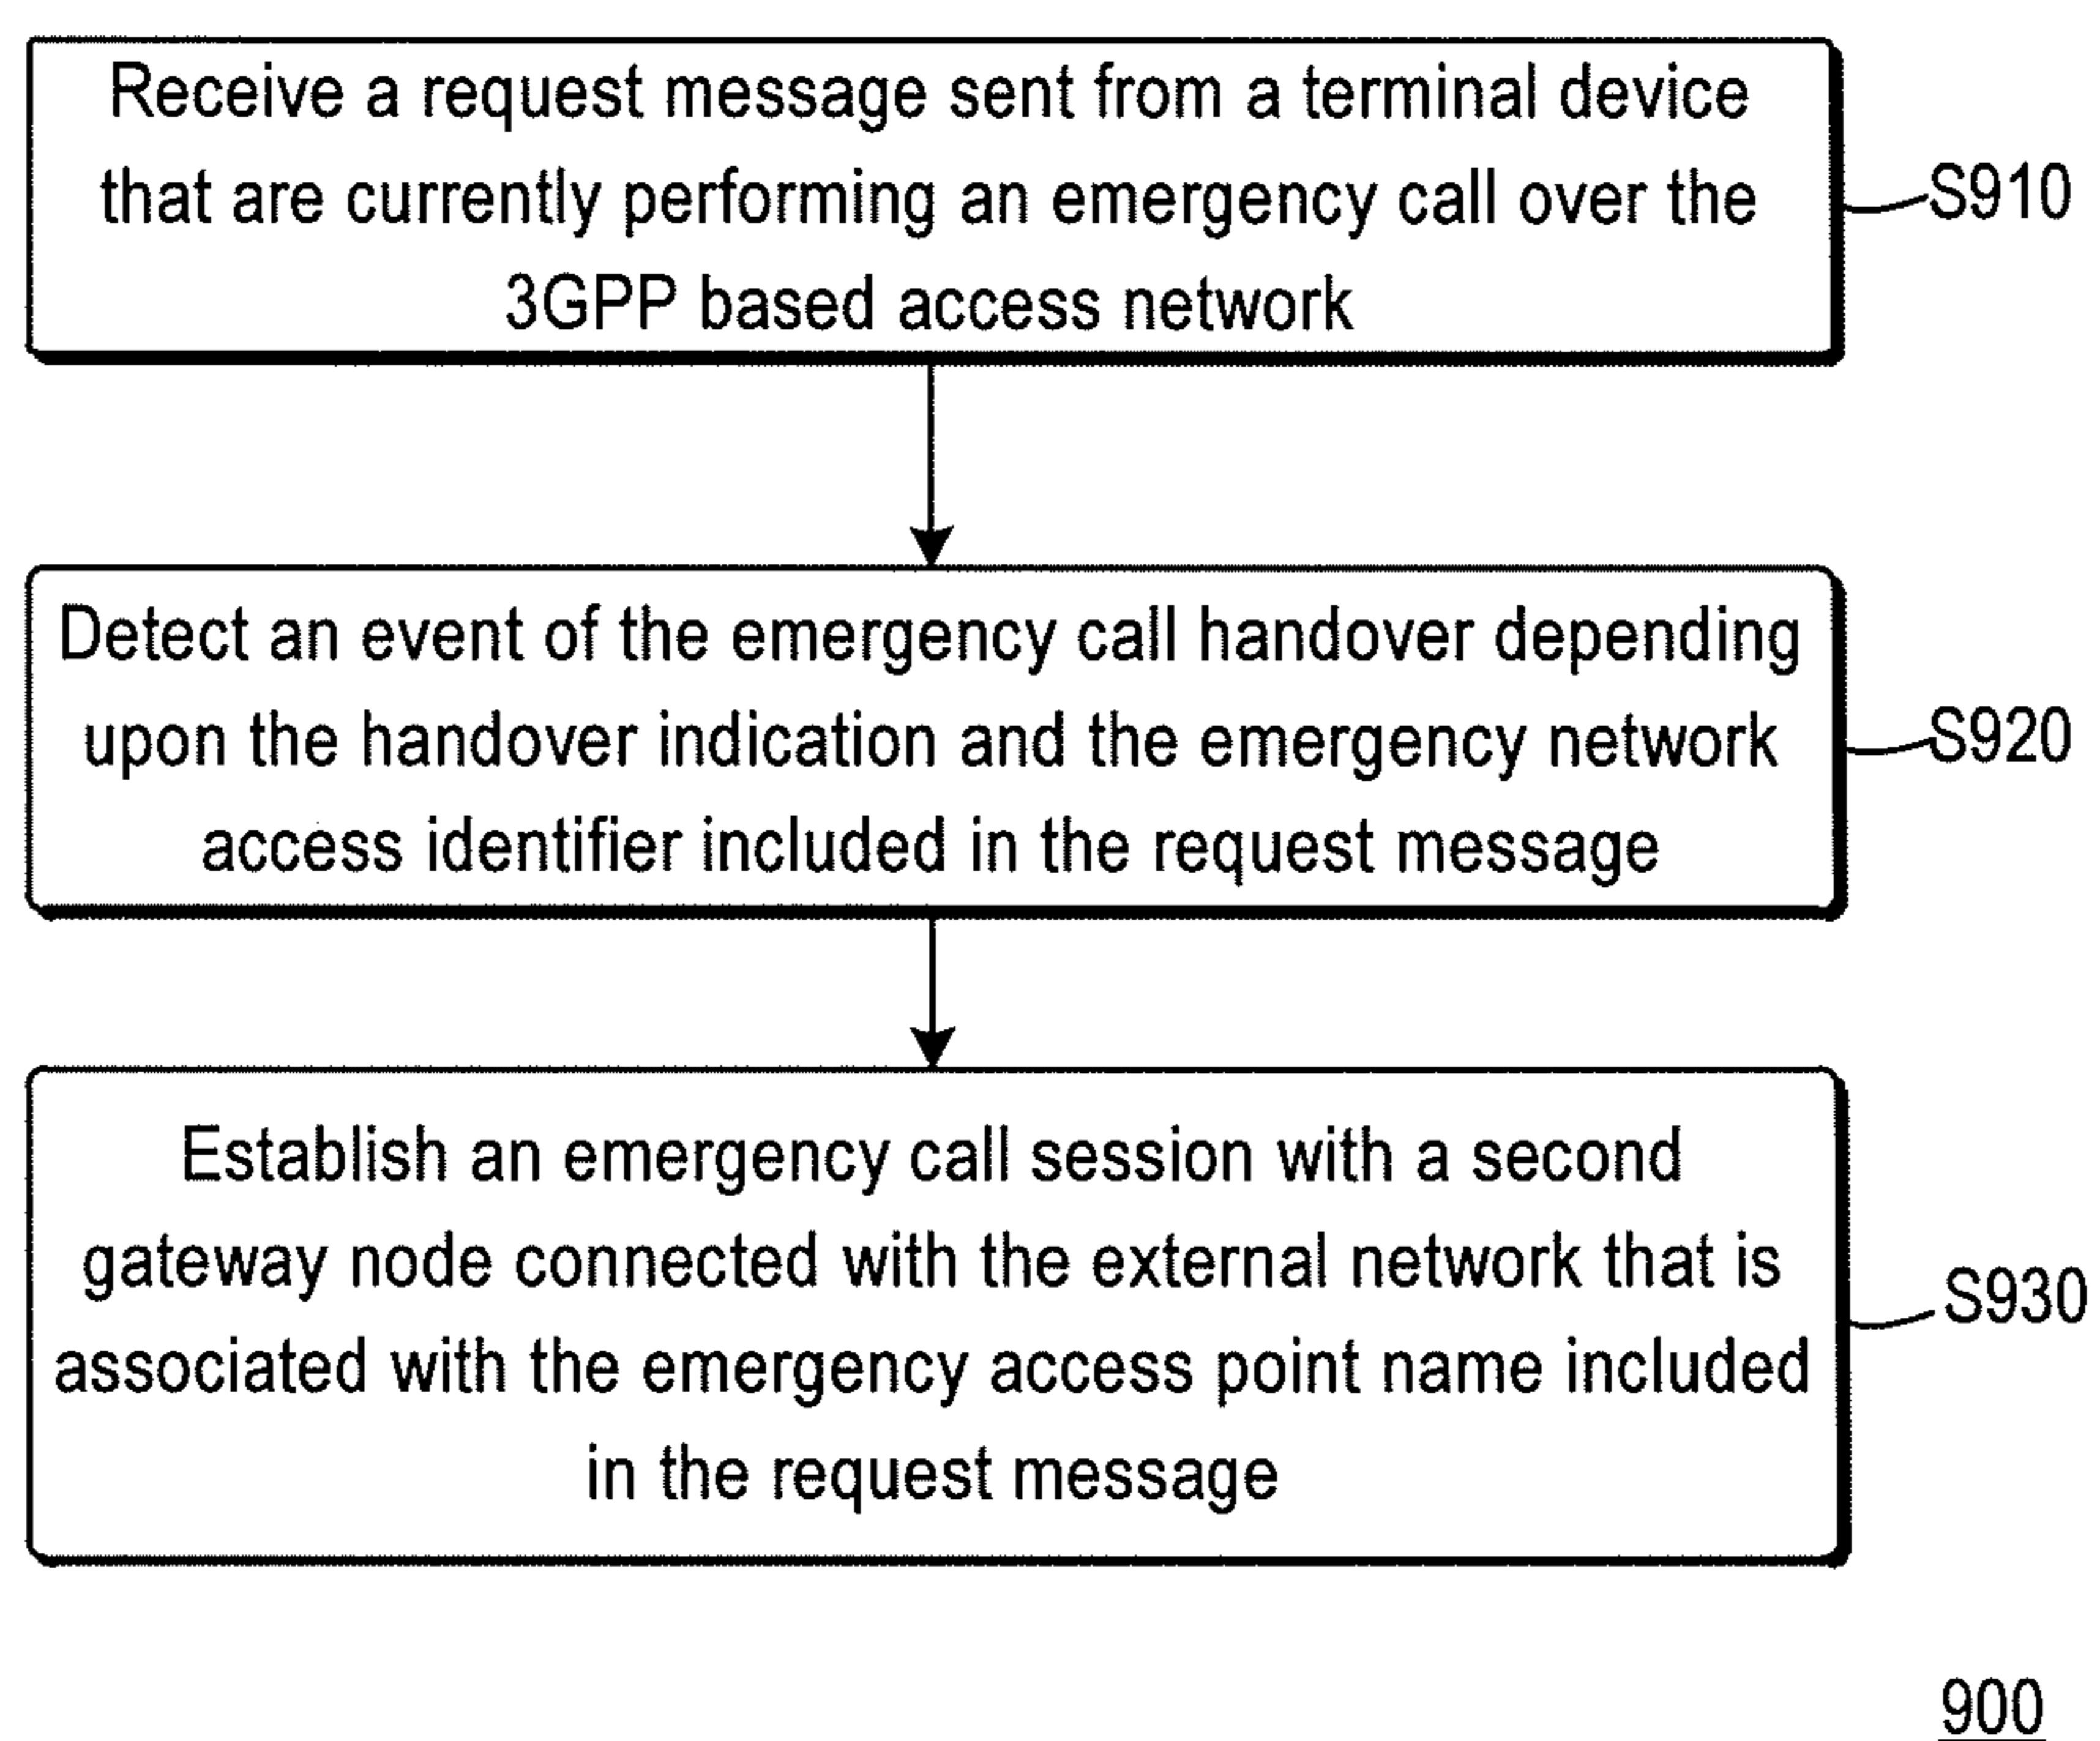 Receive a request message sent from a terminal device
that are currently performing an emergency call over the
3GPP based access network
S910
Detect an event of the emergency call handover depending
upon the handover indication and the emergency network
access identifier included in the request message
S920
Establish an emergency call session with a second
gateway node connected with the external network that is
associated with the emergency access point name included
in the request message
S930
900